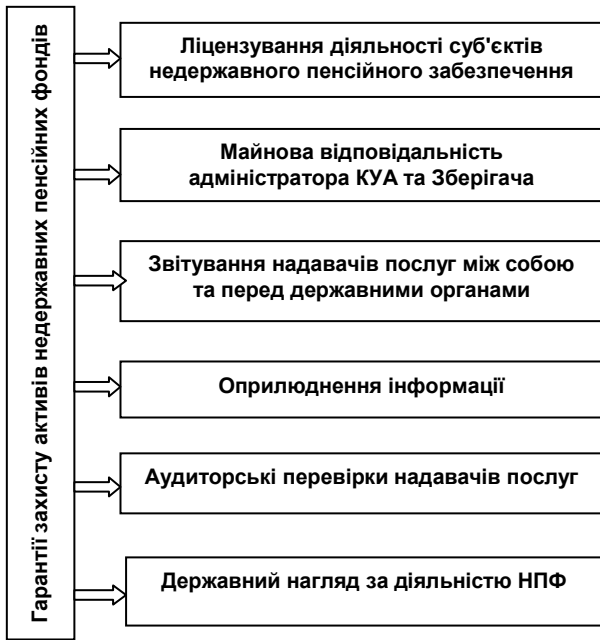 Гарантії захисту активів недержавних пенсійних фондів
Ліцензування діяльності суб'єктів
недержавного пенсійного забезпечення
Майнова відповідальність
адміністратора КУА та Зберігача
Звітування надавачів послуг між собою
та перед державними органами
Оприлюднення інформації
Аудиторські перевірки надавачів послуг
Державний нагляд за діяльністю НПФ